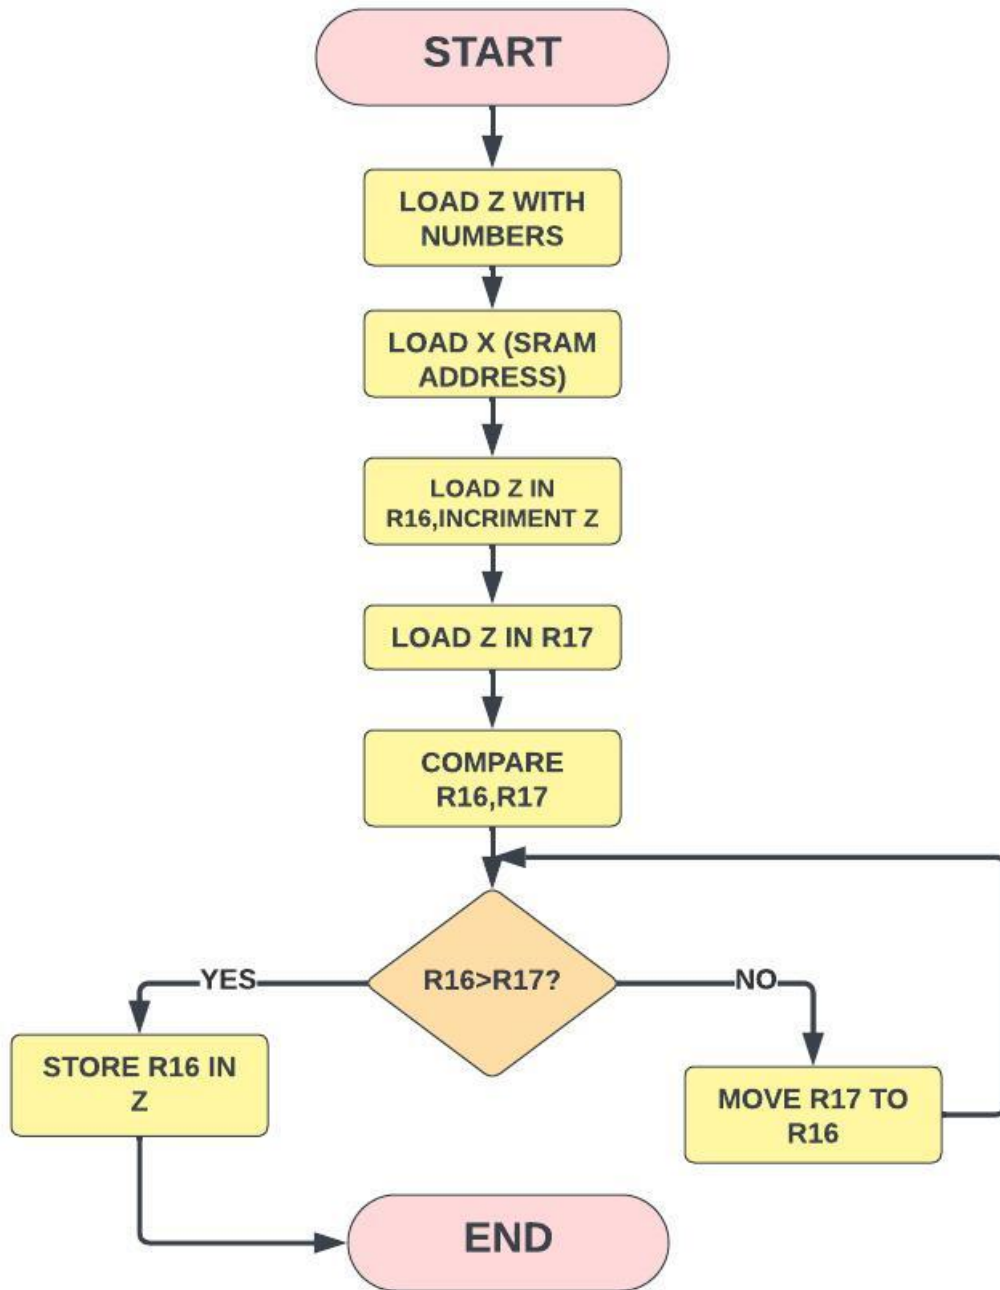 START
LOAD Z WITH
NUMBERS
LOAD X (SRAM
ADDRESS)
LOAD Z IN
R16,INCRIMENT Z
LOAD Z IN R17
COMPARE
R16,R17
R16>R17?
YES
NO
STORE R16 IN
Z
MOVE R17 TO
R16
END